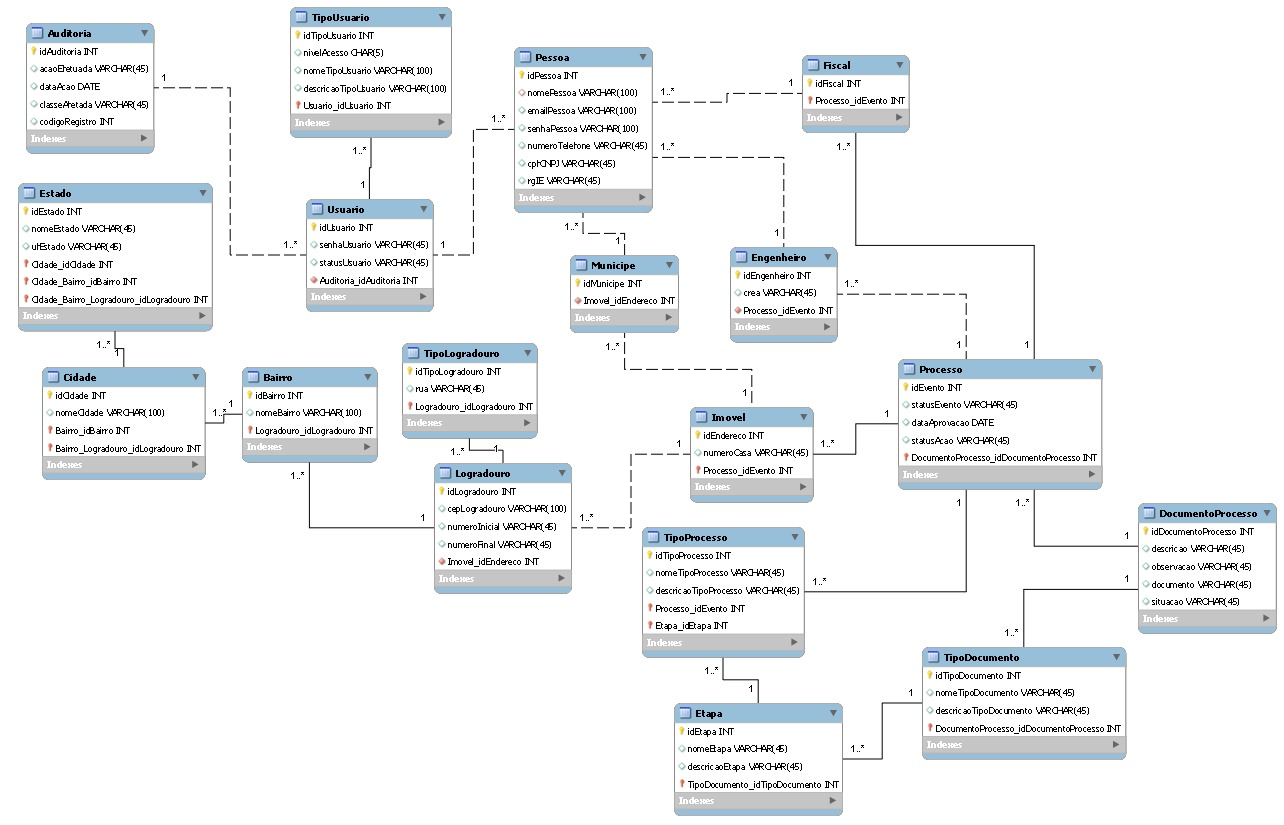 Auditoria
idAuditoria INT
acaoEfetuada VARCHAR(45)
dataAcao DATE
classeAfetada VARCHAR(45)
codigoRegistro INT
Indexes
TipoUsuario
idTipoUsuario INT
nivelAcesso CHAR(5)
nomeTipoUsuario VARCHAR(100)
descricaoTipoUsuario VARCHAR(100)
Usuario_idUsuario INT
Indexes
Pessoa
idPessoa INT
nomePessoa VARCHAR(100)
emailPessoa VARCHAR(100)
senhaPessoa VARCHAR(100)
numeroTelefone VARCHAR(45)
cpfCNPJ VARCHAR(45)
rgIE VARCHAR(45)
Indexes
Fiscal
idFiscal INT
Processo_idEvento INT
Indexes
1
1..*
1
1..*
1..*
1
1..*
1
1..*
1..*
1
1..*
1
1
1..*
Estado
idEstado INT
nomeEstado VARCHAR(45)
ufEstado VARCHAR(45)
Cidade_idCidade INT
Cidade_Bairro_idBairro INT
Cidade_Bairro_Logradouro_idLogradouro INT
Indexes
Usuario
idUsuario INT
senhaUsuario VARCHAR(45)
statusUsuario VARCHAR(45)
Auditoria_idAuditoria INT
Indexes
Municipe
idMunicipe INT
Imovel_idEndereco INT
Indexes
Engenheiro
idEngenheiro INT
crea VARCHAR(45)
Processo_idEvento INT
Indexes
1..*
1
1..*
1
1
1..*
1
Cidade
idCidade INT
nomeCidade VARCHAR(100)
Bairro_idBairro INT
Bairro_Logradouro_idLogradouro INT
Indexes
1..*
1
Bairro
idBairro INT
nomeBairro VARCHAR(100)
Logradouro_idLogradouro INT
Indexes
TipoLogradouro
idTipoLogradouro INT
rua VARCHAR(45)
Logradouro_idLogradouro INT
Indexes
1..*
1
Imovel
idEndereco INT
numeroCasa VARCHAR(45)
Processo_idEvento INT
Indexes
1
1..*
Processo
idEvento INT
statusEvento VARCHAR(45)
dataAprovacao DATE
statusAcao VARCHAR(45)
DocumentoProcesso_idDocumentoProcesso INT
Indexes
1..*
1
Logradouro
idLogradouro INT
cepLogradouro VARCHAR(100)
numeroInicial VARCHAR(45)
numeroFinal VARCHAR(45)
Imovel_idEndereco INT
Indexes
1..*
1
1
1..*
1
TipoProcesso
idTipoProcesso INT
nomeTipoProcesso VARCHAR(45)
descricaoTipoProcesso VARCHAR(45)
Processo_idEvento INT
Etapa_idEtapa INT
Indexes
1..*
DocumentoProcesso
idDocumentoProcesso INT
descricao VARCHAR(45)
observacao VARCHAR(45)
documento VARCHAR(45)
situacao VARCHAR(45)
Indexes
1
1..*
TipoDocumento
idTipoDocumento INT
nomeTipoDocumento VARCHAR(45)
descricaoTipoDocumento VARCHAR(45)
DocumentoProcesso_idDocumentoProcesso INT
Indexes
1..*
1
Etapa
idEtapa INT
nomeEtapa VARCHAR(45)
descricaoEtapa VARCHAR(45)
TipoDocumento_idTipoDocumento INT
Indexes
1..*
1